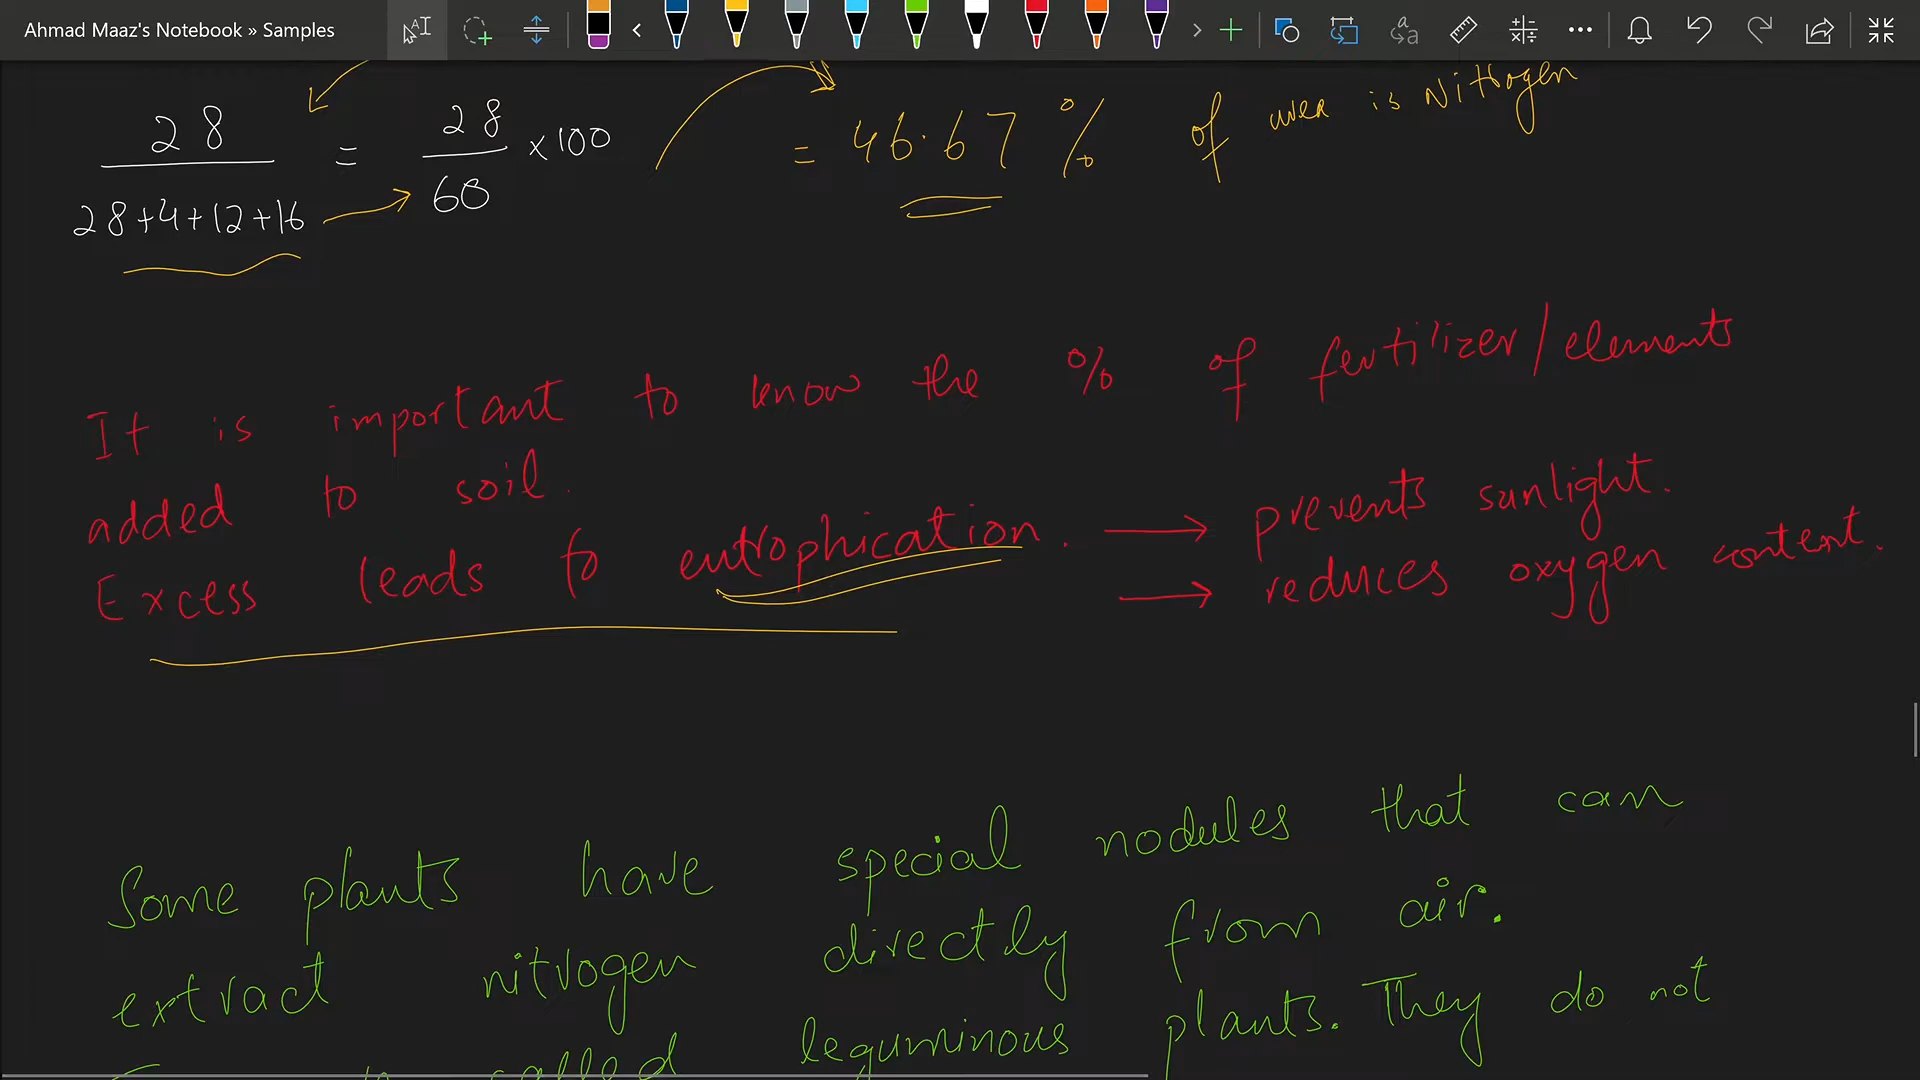 Ahmad Maaz's Notebook » Samples
28 / 28+4+12+16 = 28 / 60 x 100 = 46.67 % of urea is Nitrogen
It is important to know the % of fertilizer/elements
added to soil.
Excess leads to eutrophication. → prevents sunlight.
→ reduces oxygen content.
Some plants have special nodules that can
extract nitrogen directly from air.
called leguminous plants. They do not